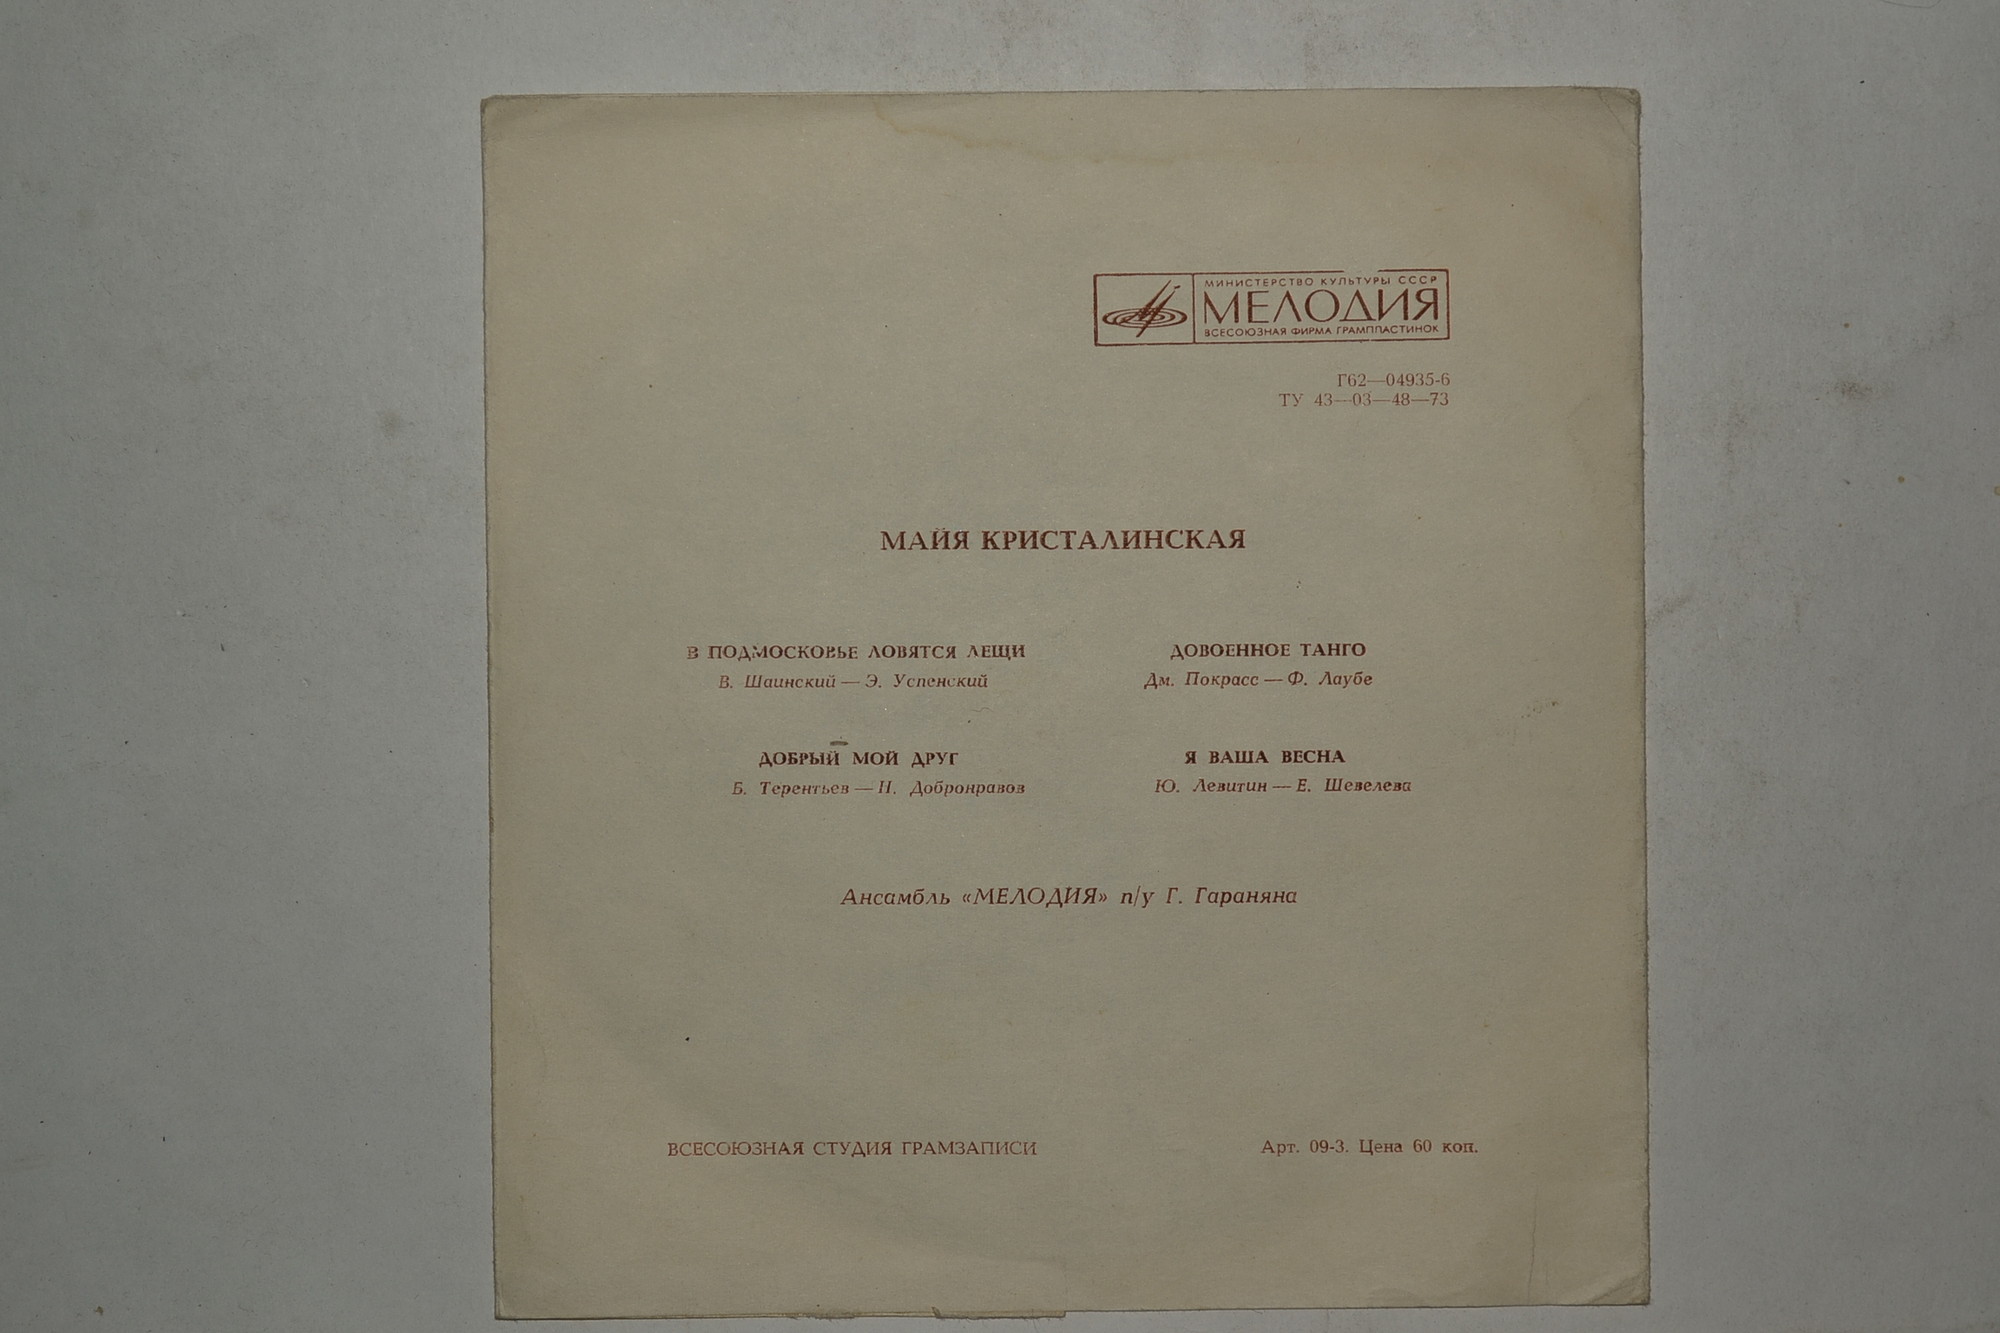 МИНИСТЕРСТВО КУЛЬТУРЫ СССР
МЕЛОДИЯ
ВСЕСОЮЗНАЯ ФИРМА ГРАМПЛАСТИНОК
Г62—04935-6
ТУ 43—03—48—73
МАЙЯ КРИСТАЛИНСКАЯ
В ПОДМОСКОВЬЕ ЛОВЯТСЯ ЛЕЩИ
В. Шаинский — Э. Успенский
ДОБРЫЙ МОЙ ДРУГ
Б. Терентьев — Н. Добронравов
ДОВОЕННОЕ ТАНГО
Дм. Покрасс — Ф. Лаубе
Я ВАША ВЕСНА
Ю. Левитин — Е. Шевелева
Ансамбль «МЕЛОДИЯ» п/у Г. Гараняна
ВСЕСОЮЗНАЯ СТУДИЯ ГРАМЗАПИСИ
Арт. 09-3. Цена 60 коп.